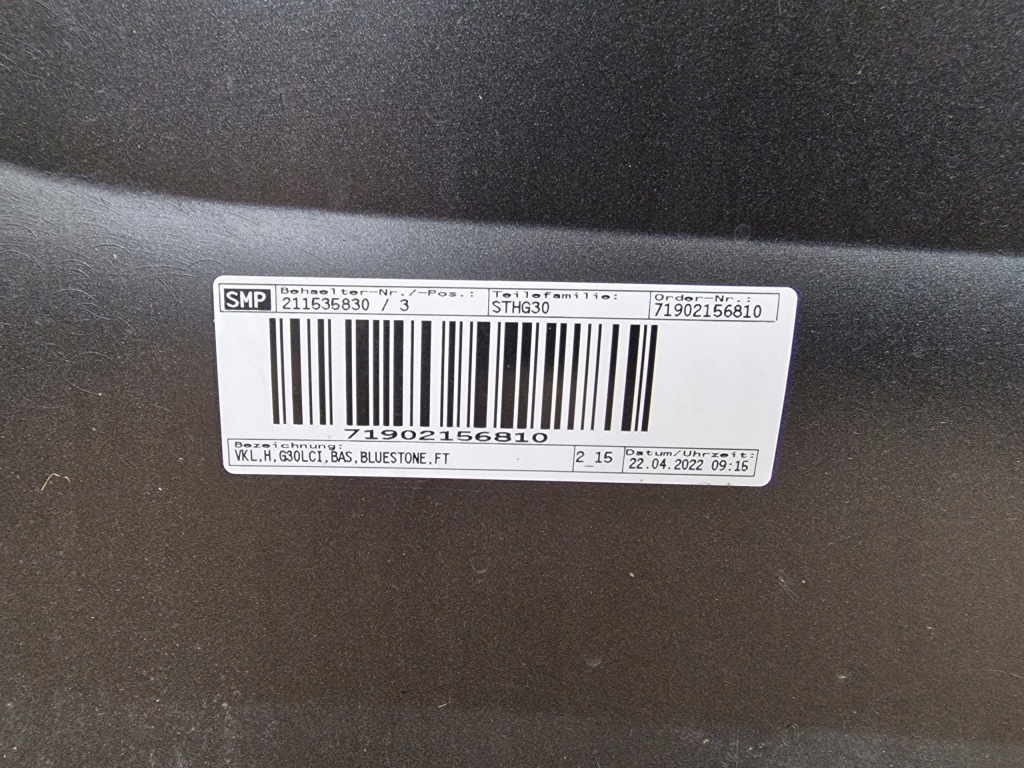 SMP
Behaelter-Nr./-Pos.: Teilefamilie: Order-Nr.:
211535830 / 3 STHG30 71902156810
71902156810
Bezeichnung: Datum/Uhrzeit:
VKL,H,G30LCI,BAS,BLUESTONE,FT 2_15 22.04.2022 09:15